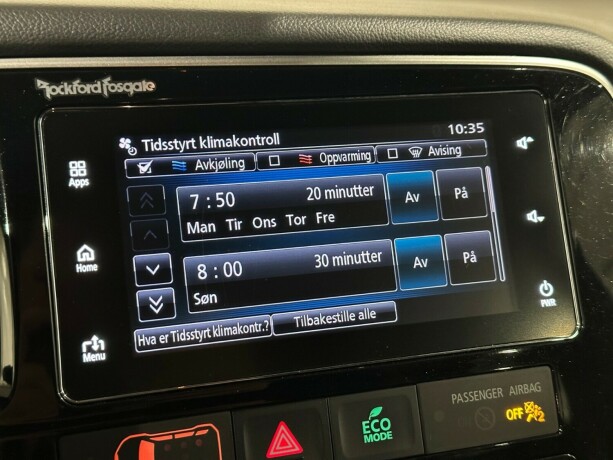 Rockford Fosgate
10:35
Tidsstyrt klimakontroll
Avkjøling Oppvarming Avising
Apps
7:50 20 minutter Av På
Man Tir Ons Tor Fre
Home
8:00 30 minutter Av På
Søn
PWR
Menu
Hva er Tidsstyrt klimakontr.? Tilbakestille alle
ECO
MODE
PASSENGER AIRBAG
OFF 2